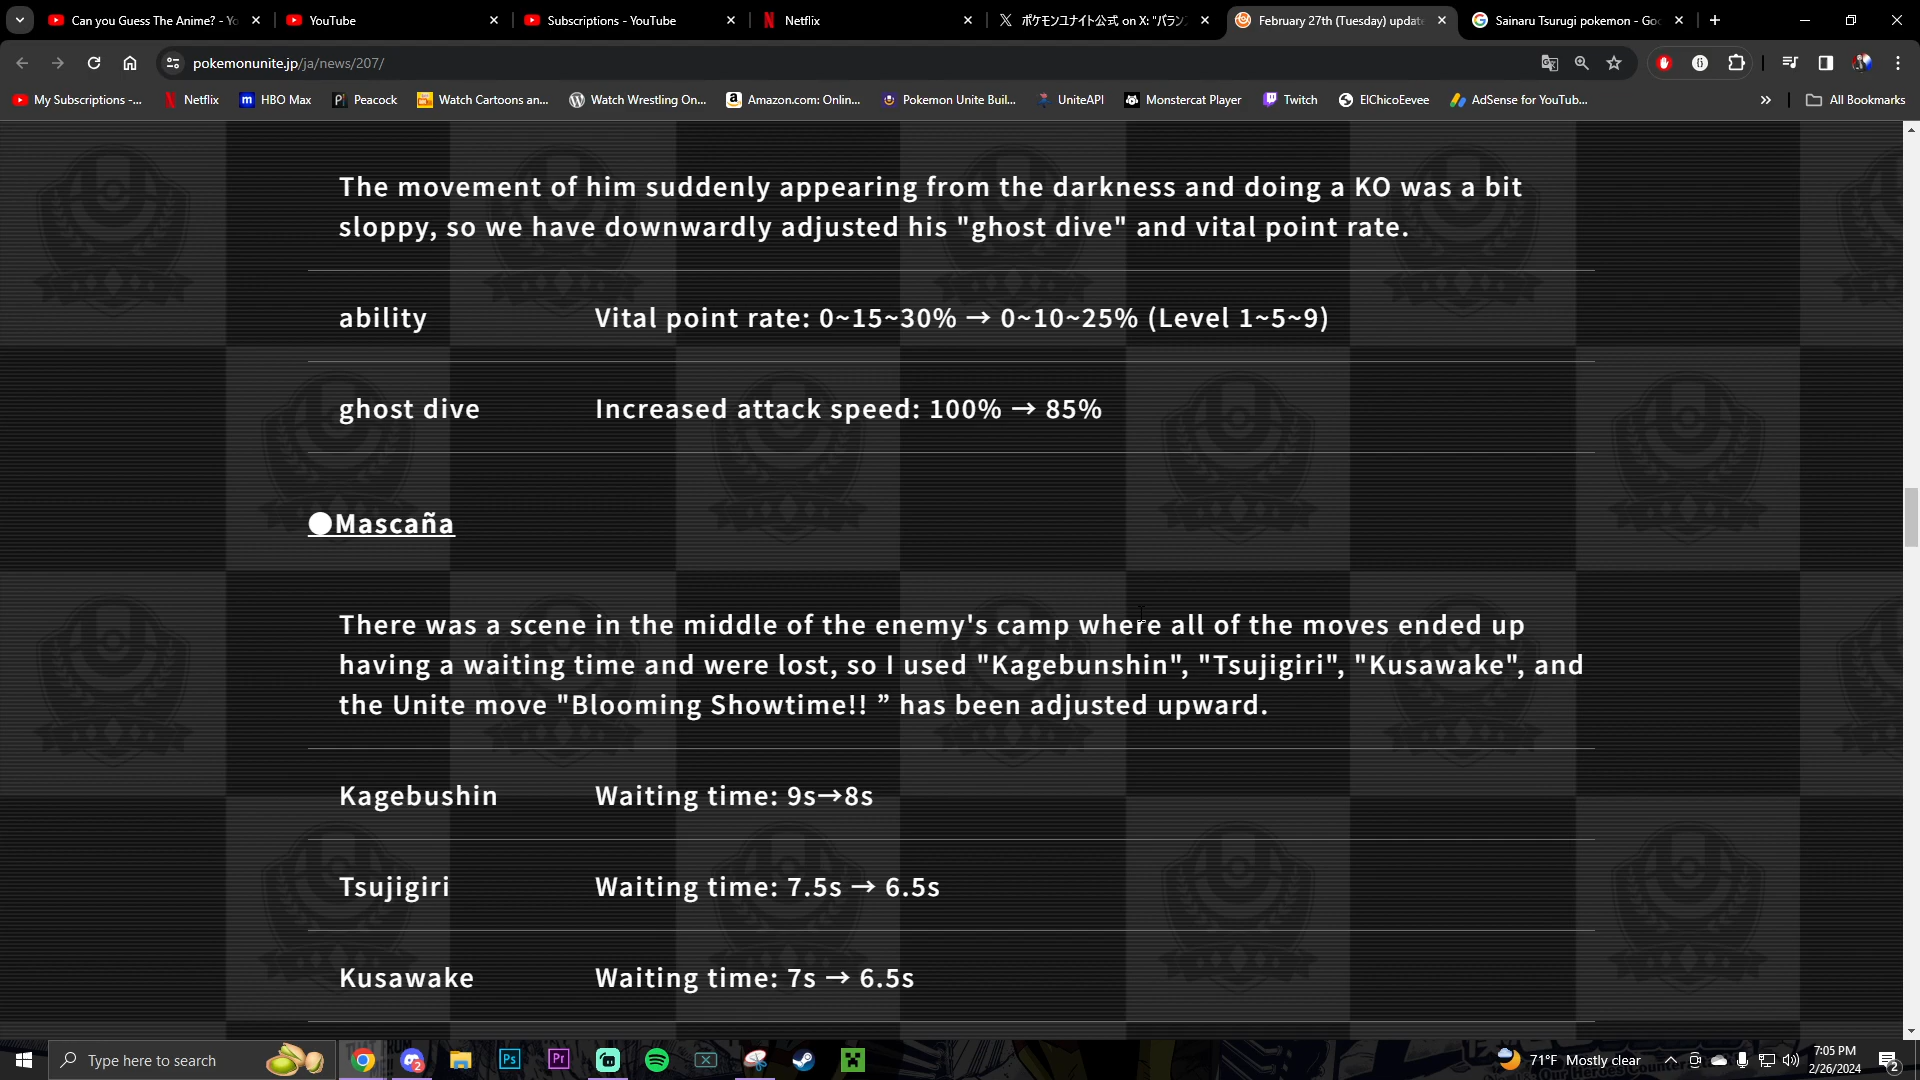 Can you Guess The Anime? - Yo
YouTube
Subscriptions - YouTube
Netflix
ポケモンユナイト公式 on X: "バラン
February 27th (Tuesday) update
Sainaru Tsurugi pokemon - Goo
pokemonunite.jp/ja/news/207/
My Subscriptions -...
Netflix
HBO Max
Peacock
Watch Cartoons an...
Watch Wrestling On...
Amazon.com: Onlin...
Pokemon Unite Buil...
UniteAPI
Monstercat Player
Twitch
ElChicoEevee
AdSense for YouTub...
All Bookmarks
The movement of him suddenly appearing from the darkness and doing a KO was a bit
sloppy, so we have downwardly adjusted his "ghost dive" and vital point rate.
ability Vital point rate: 0~15~30% → 0~10~25% (Level 1~5~9)
ghost dive Increased attack speed: 100% → 85%
●Mascaña
There was a scene in the middle of the enemy's camp where all of the moves ended up
having a waiting time and were lost, so I used "Kagebunshin", "Tsujigiri", "Kusawake", and
the Unite move "Blooming Showtime!! ” has been adjusted upward.
Kagebushin Waiting time: 9s→8s
Tsujigiri Waiting time: 7.5s → 6.5s
Kusawake Waiting time: 7s → 6.5s
Type here to search
71°F Mostly clear
7:05 PM
2/26/2024
2